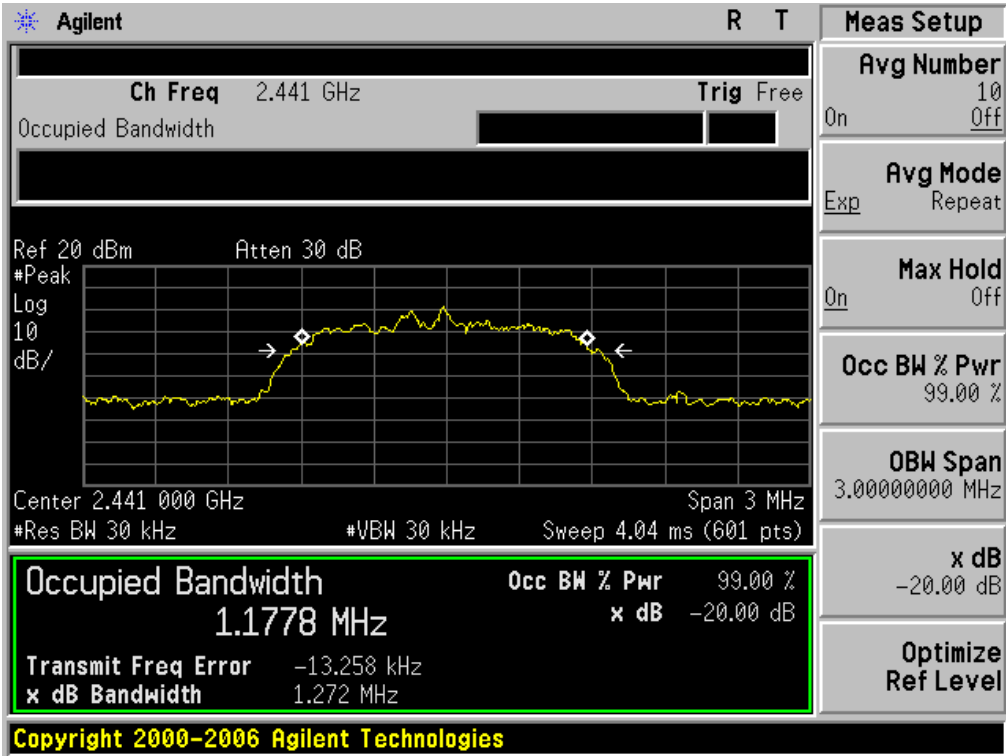 Agilent R T
Ch Freq 2.441 GHz Trig Free
Occupied Bandwidth
Ref 20 dBm Atten 30 dB
#Peak
Log
10
dB/
Center 2.441 000 GHz Span 3 MHz
#Res BW 30 kHz #VBW 30 kHz Sweep 4.04 ms (601 pts)
Occupied Bandwidth
1.1778 MHz
Occ BW % Pwr 99.00 %
x dB -20.00 dB
Transmit Freq Error -13.258 kHz
x dB Bandwidth 1.272 MHz
Copyright 2000-2006 Agilent Technologies
Meas Setup
Avg Number
10
On Off
Avg Mode
Exp Repeat
Max Hold
On Off
Occ BW % Pwr
99.00 %
OBW Span
3.00000000 MHz
x dB
-20.00 dB
Optimize
Ref Level